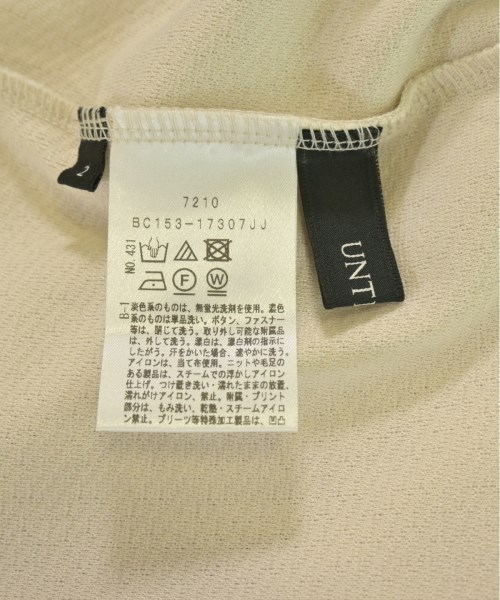 2
7210
BC153-17307JJ
NO.431
F
W
B-1
淡色系のものは、無蛍光洗剤を使用。濃色
系のものは単品洗い。ボタン、ファスナー
等は、閉じて洗う。取り外し可能な附属品
は、外して洗う。漂白は、漂白剤の指示に
したがう。汗をかいた場合、速やかに洗う。
アイロンは、当て布使用。ニットや毛足の
ある製品は、スチームでの浮かしアイロン
仕上げ。つけ置き洗い・濡れたままの放置、
濡れがけアイロン、禁止。附属・プリント
部分は、もみ洗い、乾熱・スチームアイロ
ン禁止。プリーツ等特殊加工製品は、凹凸
UNTI